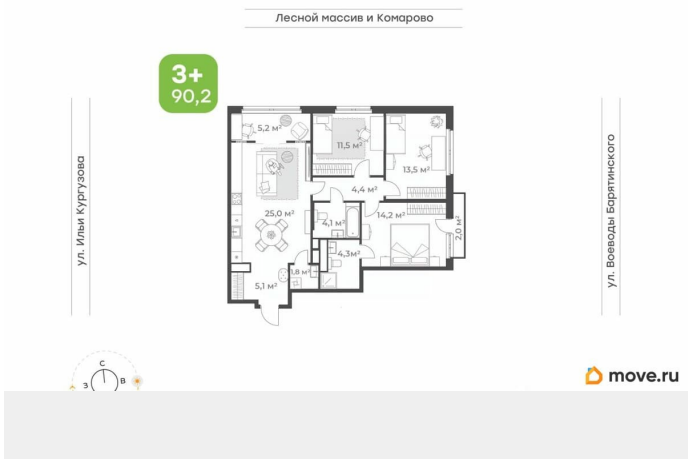 Лесной массив и Комарово
3+
90,2
ул. Ильи Кургузова
ул. Воеводы Барятинского
5,2 м²
11,5 м²
13,5 м²
4,4 м²
25,0 м²
4,1 м²
14,2 м²
2,0 м²
4,3м²
1,8 м²
5,1 м²
С
З
В
move.ru